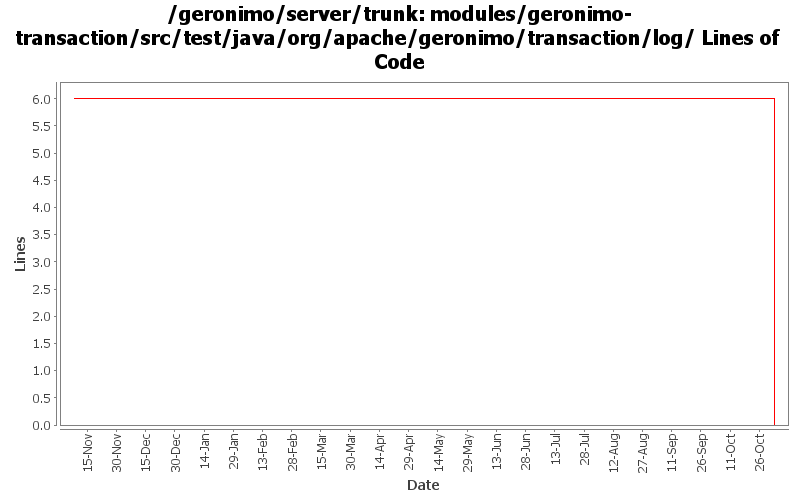 /geronimo/server/trunk: modules/geronimo-
transaction/src/test/java/org/apache/geronimo/transaction/log/ Lines of
Code
6.0
5.5
5.0
4.5
4.0
3.5
3.0
2.5
2.0
1.5
1.0
0.5
0.0
Lines
15-Nov
30-Nov
15-Dec
30-Dec
14-Jan
29-Jan
13-Feb
28-Feb
15-Mar
30-Mar
14-Apr
29-Apr
14-May
29-May
13-Jun
28-Jun
13-Jul
28-Jul
12-Aug
27-Aug
11-Sep
26-Sep
11-Oct
26-Oct
Date